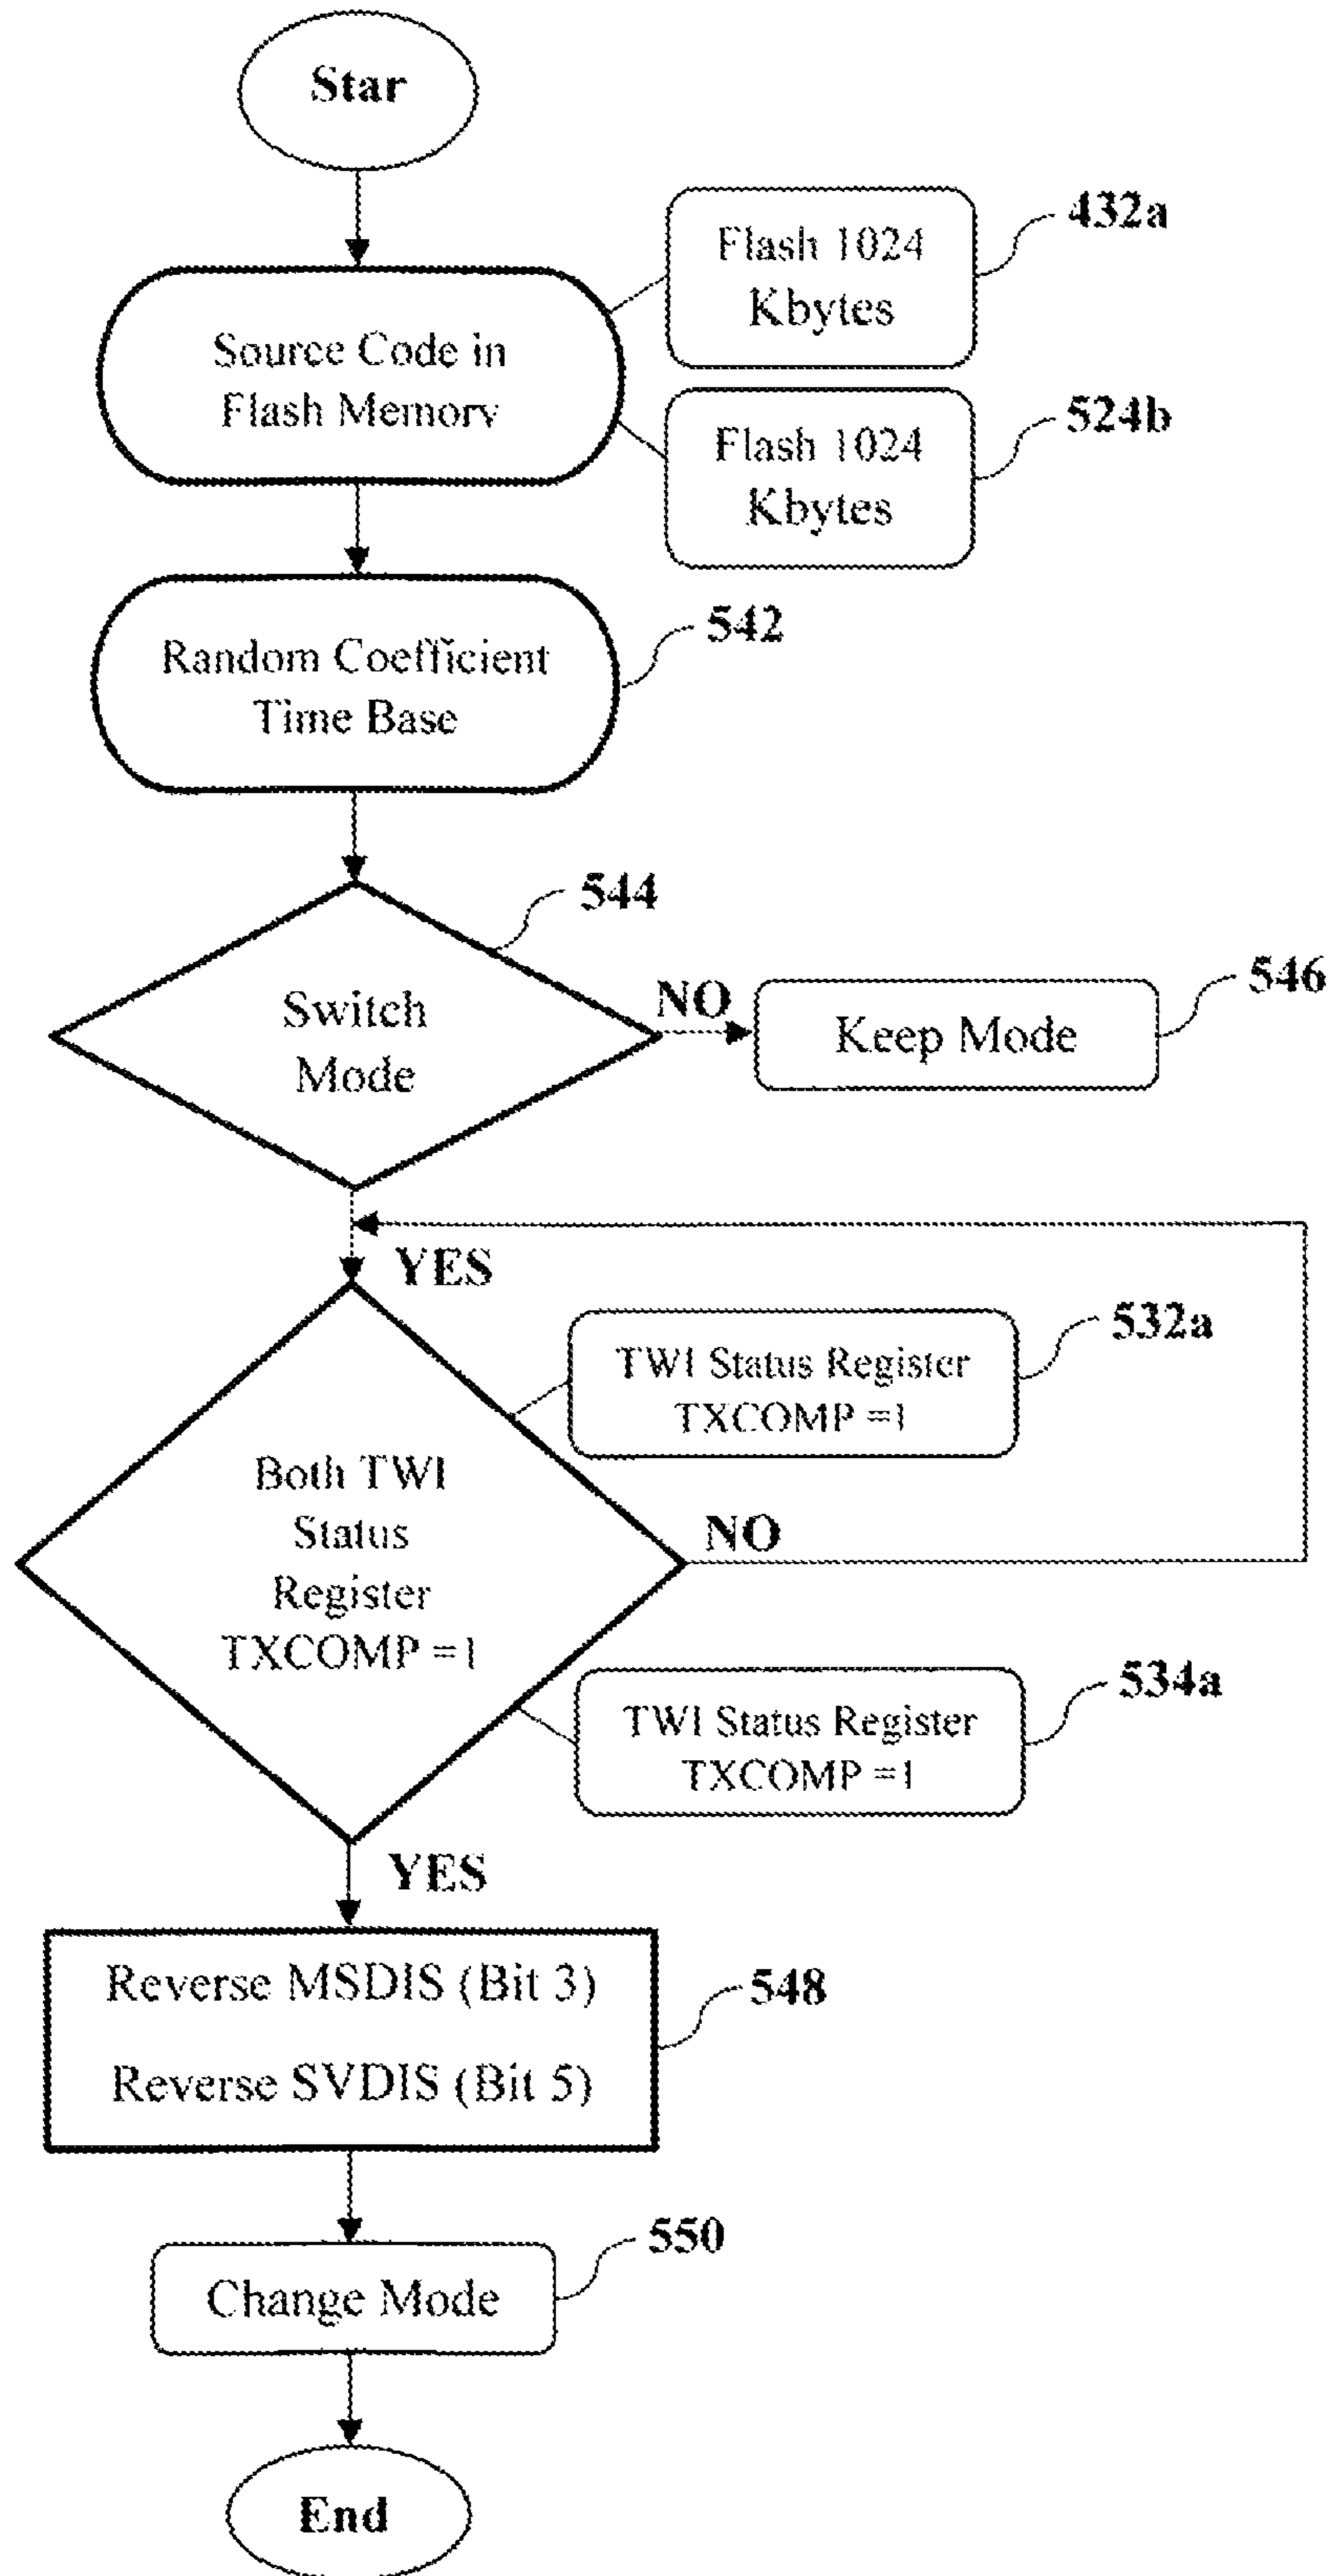 Star
Flash 1024
Kbytes
432a
Source Code in
Flash Memory
Flash 1024
Kbytes
524b
Random Coefficient
Time Base
542
544
Switch
Mode
NO
Keep Mode
546
YES
TWI Status Register
TXCOMP =1
532a
Both TWI
Status
Register
TXCOMP =1
NO
TWI Status Register
TXCOMP =1
534a
YES
Reverse MSDIS (Bit 3)
Reverse SVDIS (Bit 5)
548
Change Mode
550
End